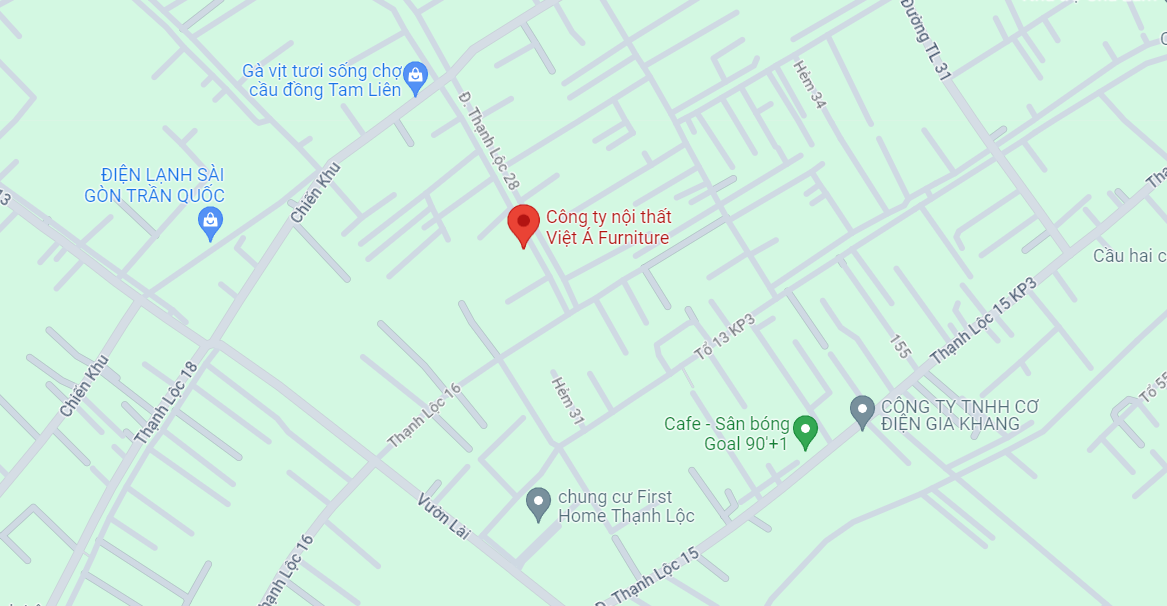 Đường TL 31
Gà vịt tươi sống chợ
cầu đồng Tam Liên
Hẻm 34
Đ. Thạnh Lộc 28
ĐIỆN LẠNH SÀI
GÒN TRẦN QUỐC
Chiến Khu
13
Công ty nội thất
Việt Á Furniture
Cầu hai c
Thạnh Lộc 15 KP3
Tổ 13 KP3
155
Chiến Khu
Thạnh Lộc 18
Thạnh Lộc 16
Hẻm 31
Tổ 55
CÔNG TY TNHH CƠ
ĐIỆN GIA KHANG
Cafe - Sân bóng
Goal 90'+1
chung cư First
Home Thạnh Lộc
Vườn Lài
hạnh Lộc 16
Đ. Thạnh Lộc 15